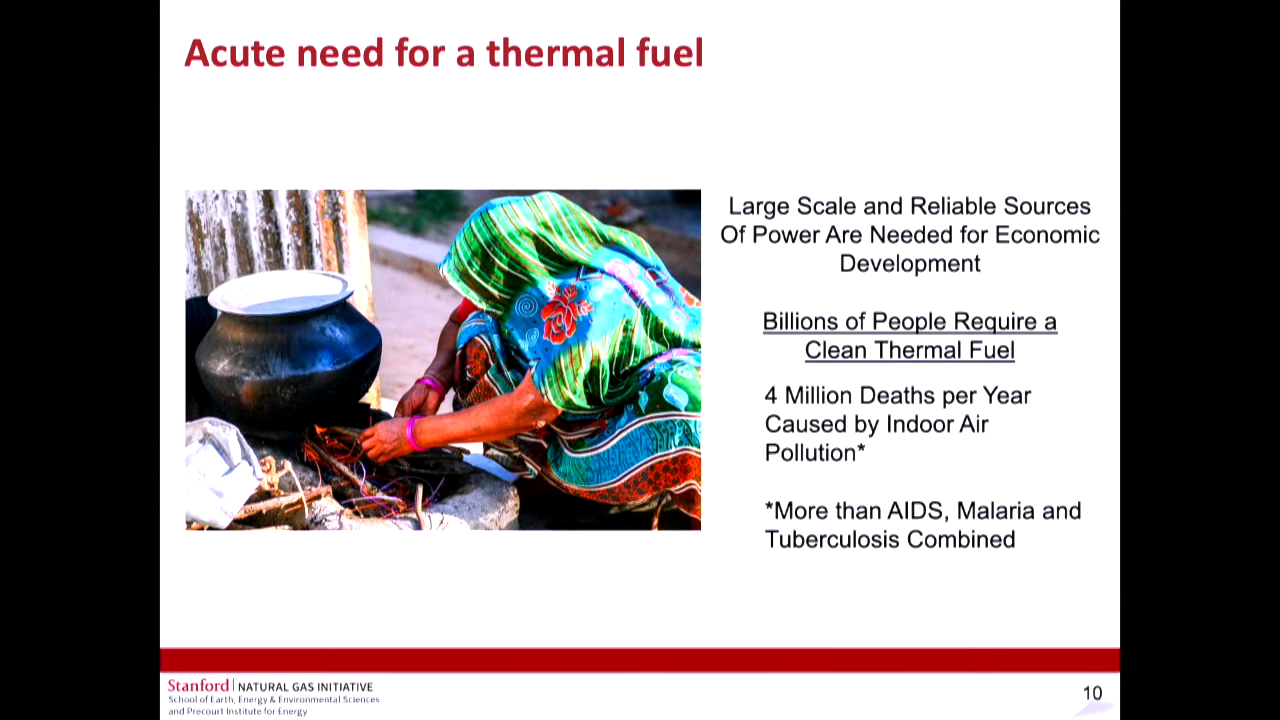 Acute need for a thermal fuel
Large Scale and Reliable Sources
Of Power Are Needed for Economic
Development
Billions of People Require a
Clean Thermal Fuel
4 Million Deaths per Year
Caused by Indoor Air
Pollution*
*More than AIDS, Malaria and
Tuberculosis Combined
Stanford | NATURAL GAS INITIATIVE
School of Earth, Energy & Environmental Sciences
and Precourt Institute for Energy
10